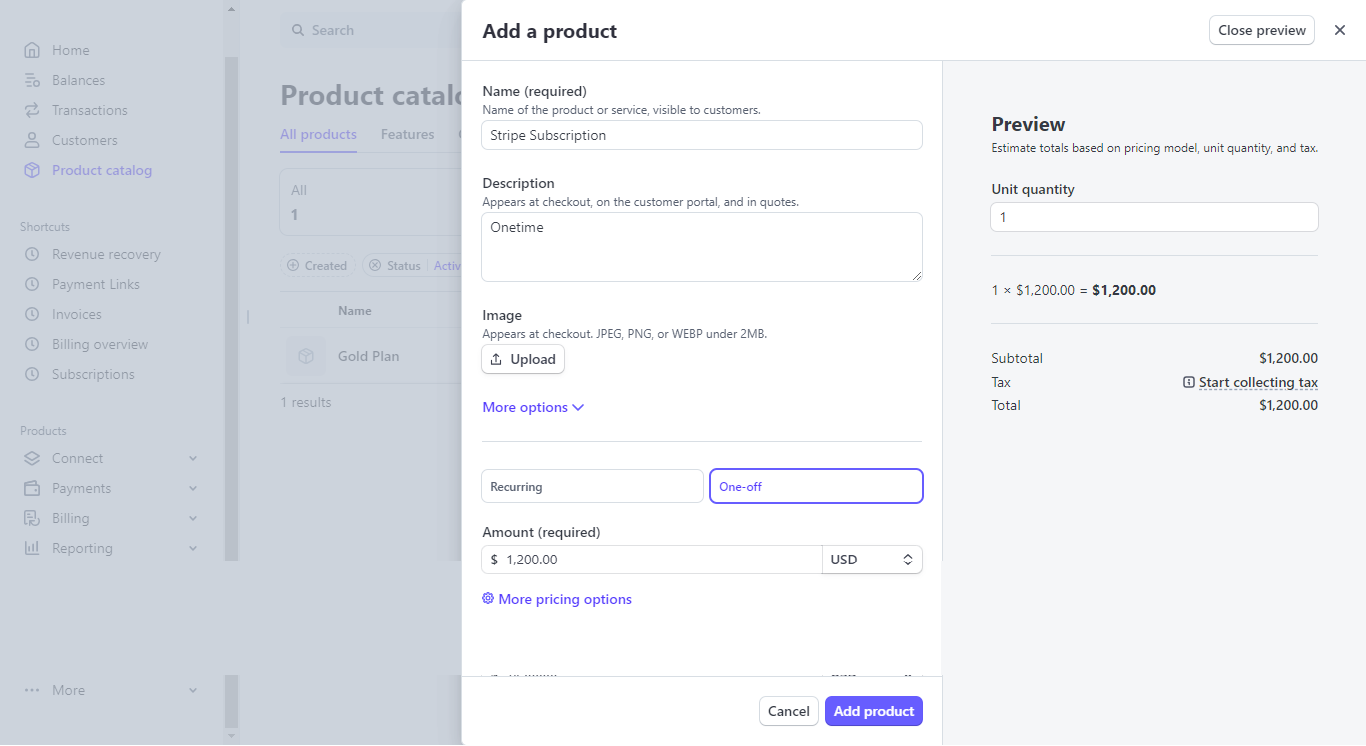 Home
Balances
Transactions
Customers
Product catalog
Shortcuts
Revenue recovery
Payment Links
Invoices
Billing overview
Subscriptions
Products
Connect
Payments
Billing
Reporting
More
Search
Product catalo
All products Features
All
1
Created Status Activ
Name
Gold Plan
1 results
Add a product
Close preview
Name (required)
Name of the product or service, visible to customers.
Stripe Subscription
Description
Appears at checkout, on the customer portal, and in quotes.
Onetime
Image
Appears at checkout. JPEG, PNG, or WEBP under 2MB.
Upload
More options
Recurring One-off
Amount (required)
$ 1,200.00 USD
More pricing options
Cancel Add product
Preview
Estimate totals based on pricing model, unit quantity, and tax.
Unit quantity
1
1 × $1,200.00 = $1,200.00
Subtotal $1,200.00
Tax Start collecting tax
Total $1,200.00